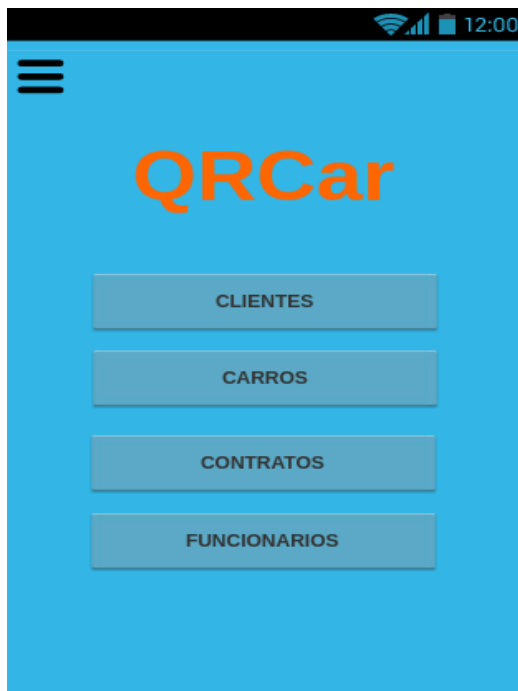 12:00
QRCar
CLIENTES
CARROS
CONTRATOS
FUNCIONARIOS